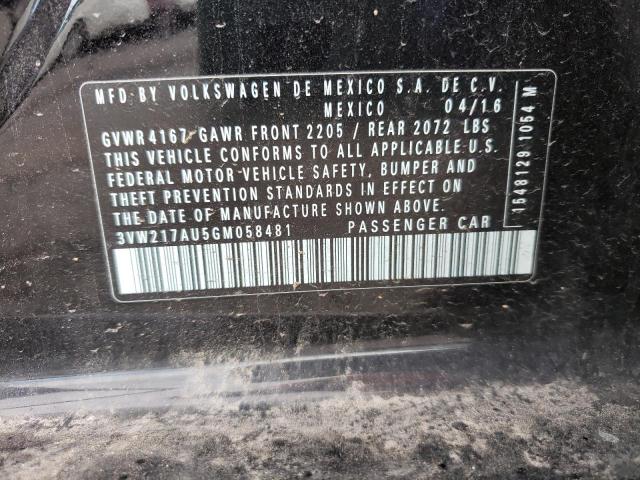 MFD BY VOLKSWAGEN DE MEXICO S.A. DE C.V.
MEXICO 04/16
GVWR 4167 GAWR FRONT 2205 / REAR 2072 LBS
THIS VEHICLE CONFORMS TO ALL APPLICABLE U.S.
FEDERAL MOTOR VEHICLE SAFETY, BUMPER AND
THEFT PREVENTION STANDARDS IN EFFECT ON
THE DATE OF MANUFACTURE SHOWN ABOVE.
3VW217AU5GM058481 PASSENGER CAR
1548129 1054 M